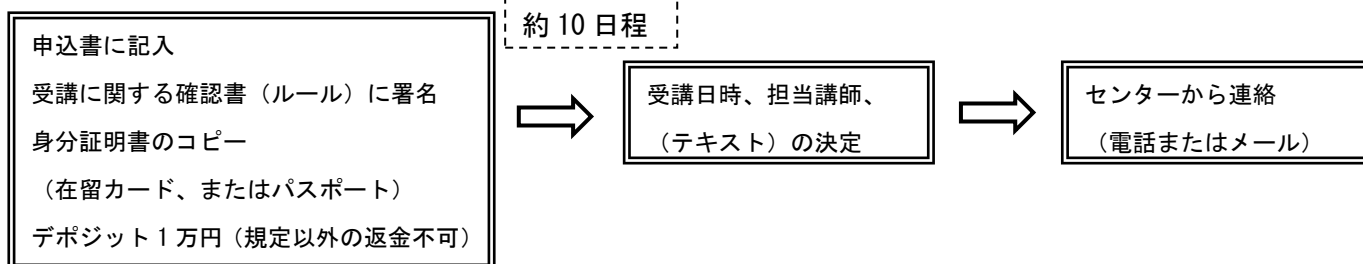 申込書に記入
受講に関する確認書（ルール）に署名
身分証明書のコピー
（在留カード、またはパスポート）
デポジット１万円（規定以外の返金不可）
約 10 日程
受講日時、担当講師、
（テキスト）の決定
センターから連絡
（電話またはメール）